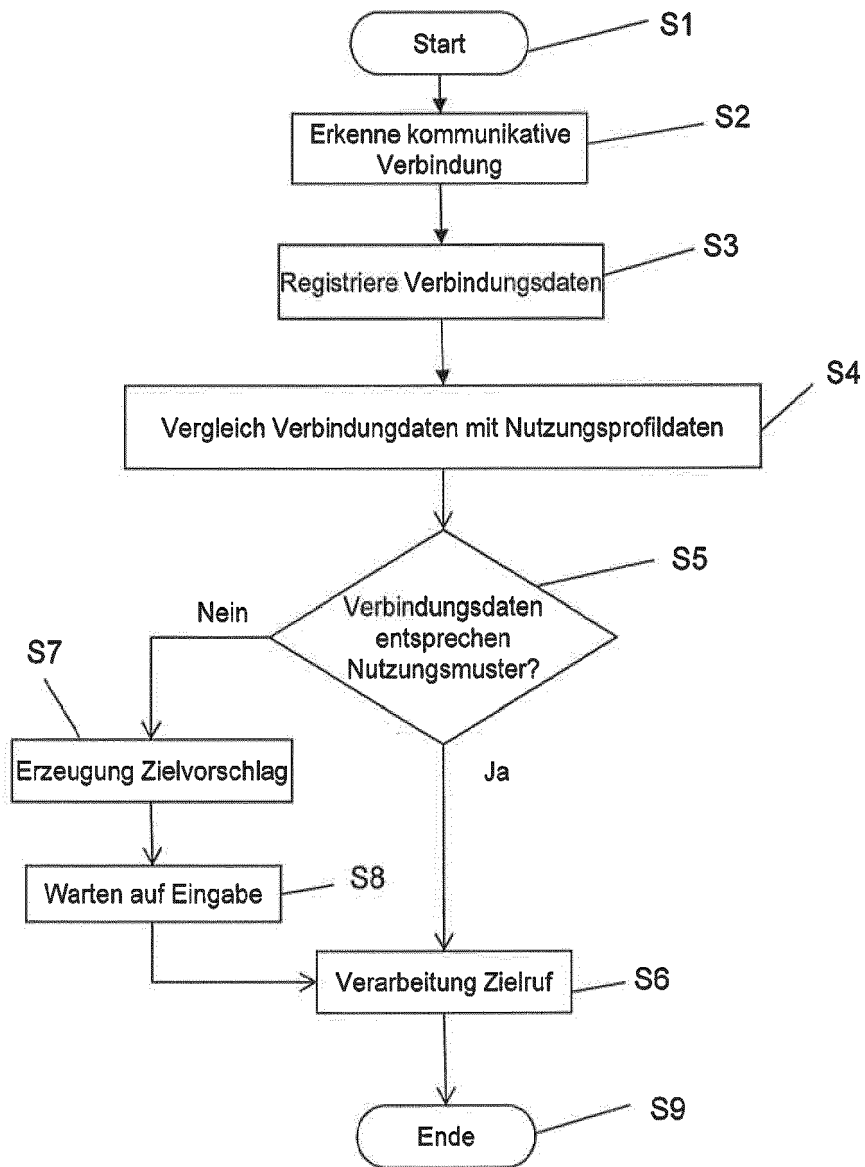 Start
S1
Erkenne kommunikative
Verbindung
S2
Registriere Verbindungsdaten
S3
Vergleich Verbindungdaten mit Nutzungsprofildaten
S4
Verbindungsdaten
entsprechen
Nutzungsmuster?
S5
Nein
S7
Erzeugung Zielvorschlag
Ja
Warten auf Eingabe
S8
Verarbeitung Zielruf
S6
Ende
S9